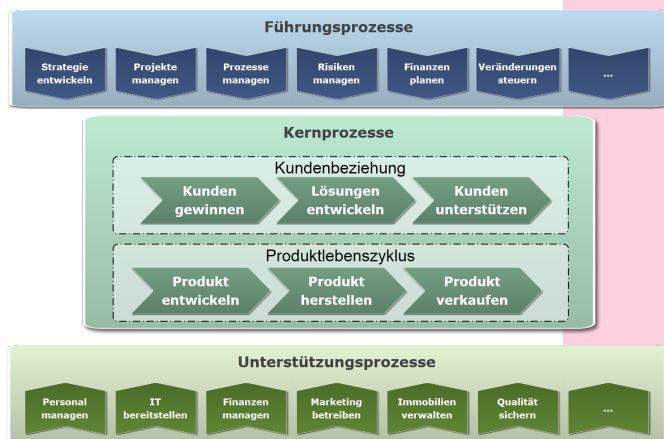 Führungsprozesse
Strategie
entwickeln
Projekte
managen
Prozesse
managen
Risiken
managen
Finanzen
planen
Veränderungen
steuern
...
Kernprozesse
Kundenbeziehung
Kunden
gewinnen
Lösungen
entwickeln
Kunden
unterstützen
Produktlebenszyklus
Produkt
entwickeln
Produkt
herstellen
Produkt
verkaufen
Unterstützungsprozesse
Personal
managen
IT
bereitstellen
Finanzen
managen
Marketing
betreiben
Immobilien
verwalten
Qualität
sichern
...